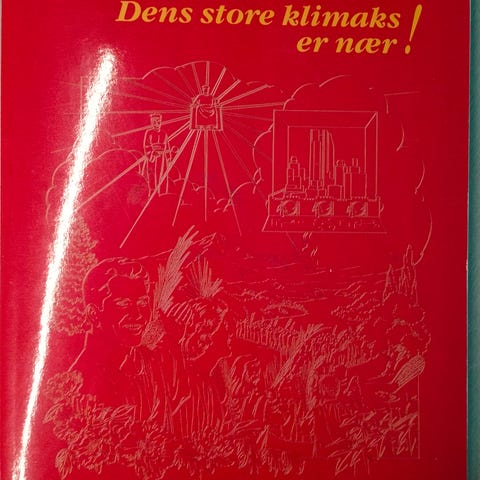 Dens store klimaks
er nær!